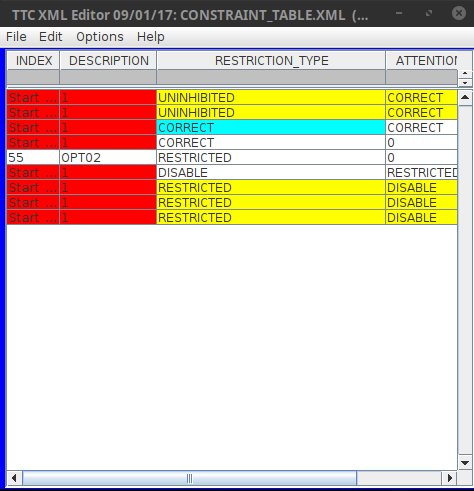 TTC XML Editor 09/01/17: CONSTRAINT_TABLE.XML (...
File Edit Options Help
INDEX DESCRIPTION RESTRICTION_TYPE ATTENTION
Start ... 1 UNINHIBITED CORRECT
Start ... 1 UNINHIBITED CORRECT
Start ... 1 CORRECT CORRECT
Start ... 1 CORRECT 0
55 OPT02 RESTRICTED 0
Start ... 1 DISABLE RESTRICTED
Start ... 1 RESTRICTED DISABLE
Start ... 1 RESTRICTED DISABLE
Start ... 1 RESTRICTED DISABLE